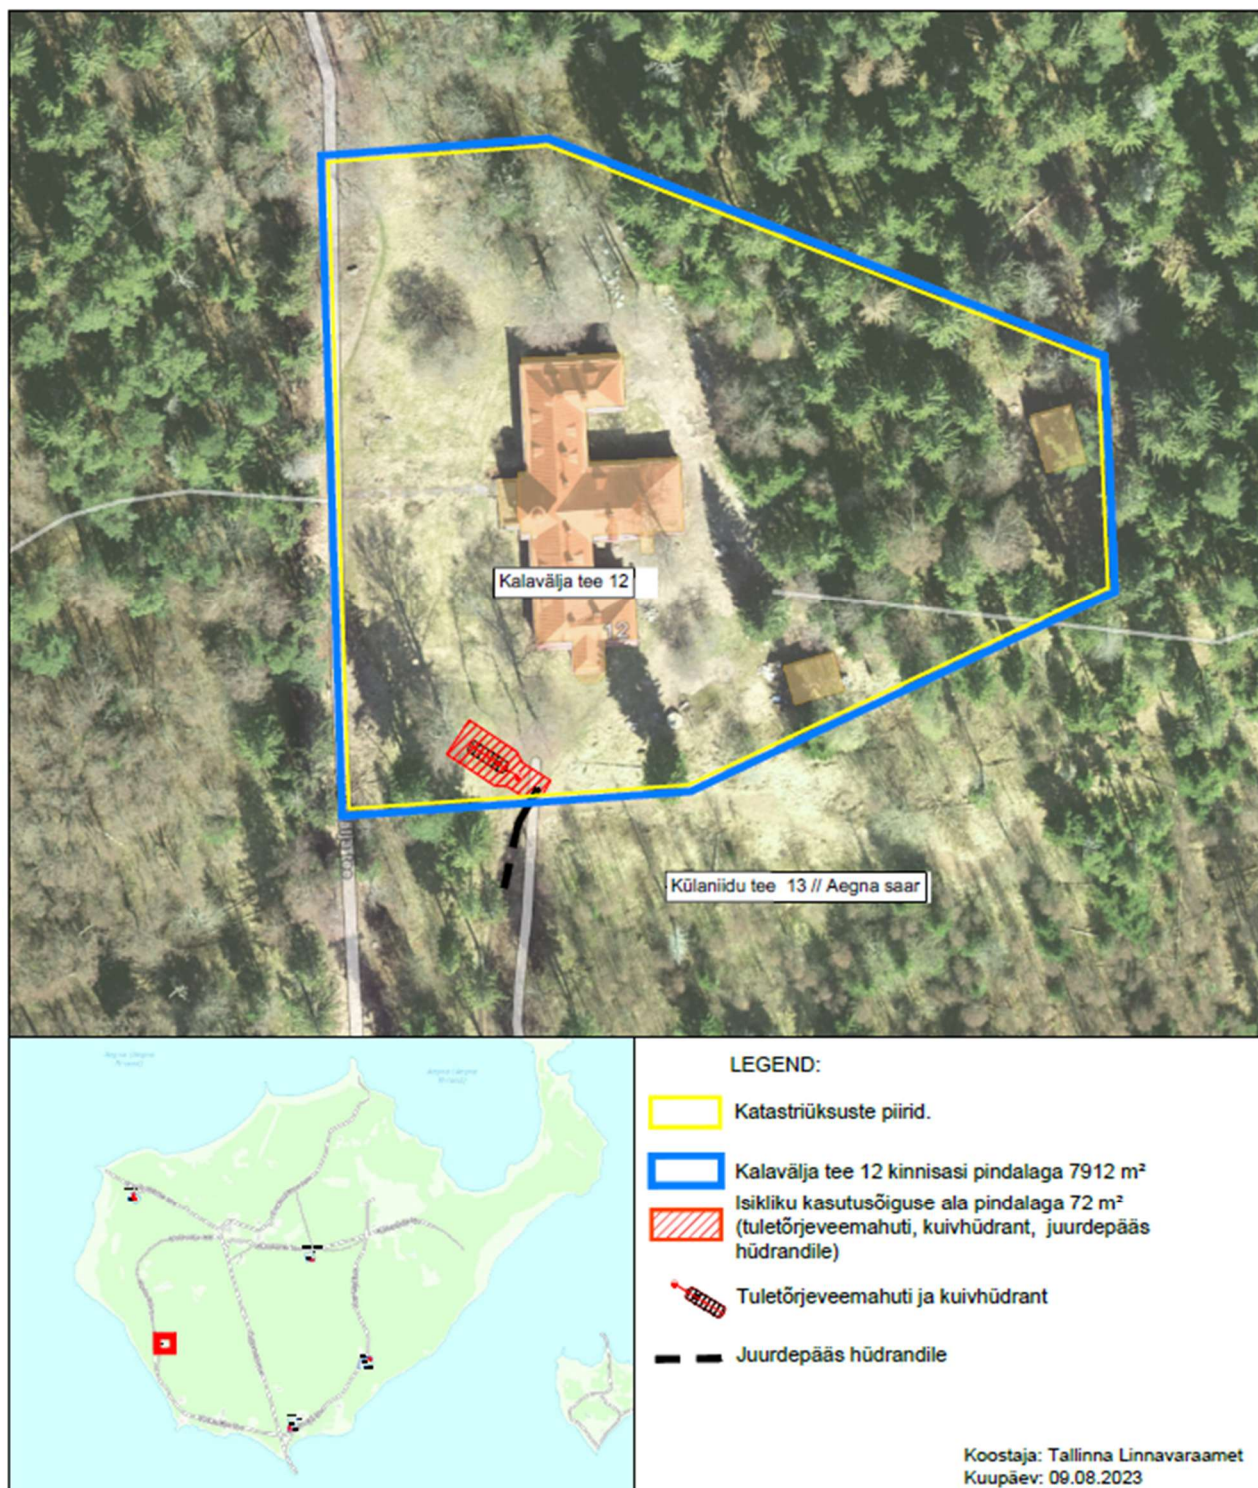 Kalavälja tee 12
12
Külaniidu tee 13 // Aegna saar
LEGEND:
Katastriüksuste piirid.
Kalavälja tee 12 kinnisasi pindalaga 7912 m²
Isikliku kasutusõiguse ala pindalaga 72 m²
(tuletõrjeveemahuti, kuivhüdrant, juurdepääs
hüdrandile)
Tuletõrjeveemahuti ja kuivhüdrant
Juurdepääs hüdrandile
Koostaja: Tallinna Linnavaraamet
Kuupäev: 09.08.2023